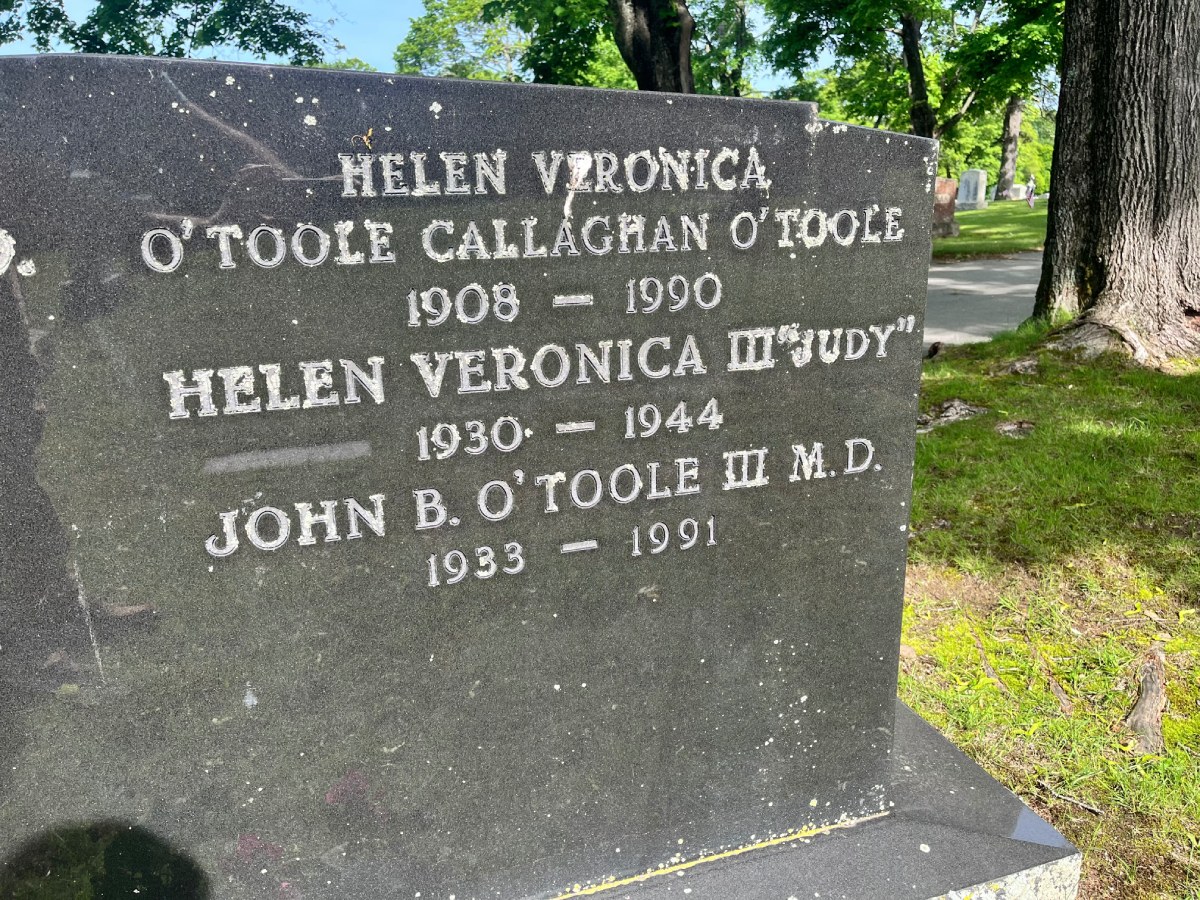 HELEN VERONICA
O'TOOLE CALLAGHAN O'TOOLE
1908 – 1990
HELEN VERONICA III "JUDY"
1930 – 1944
JOHN B. O'TOOLE III M.D.
1933 – 1991